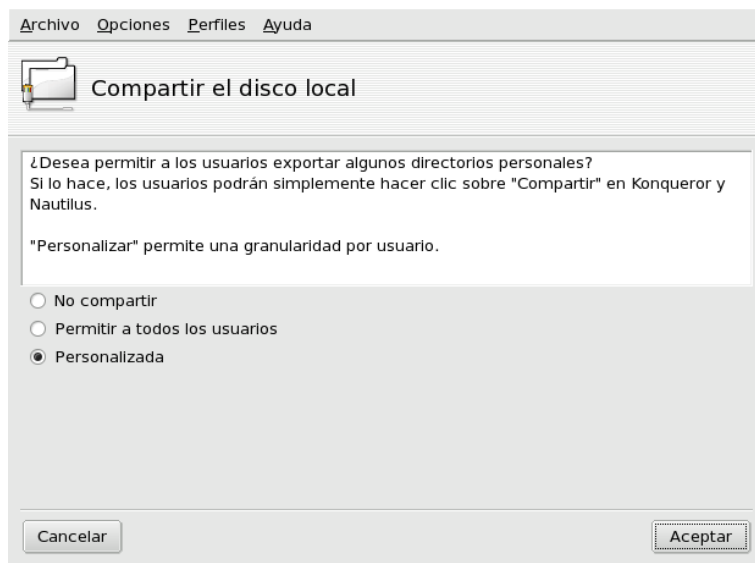 Archivo Opciones Perfiles Ayuda
Compartir el disco local
¿Desea permitir a los usuarios exportar algunos directorios personales?
Si lo hace, los usuarios podrán simplemente hacer clic sobre "Compartir" en Konqueror y
Nautilus.
"Personalizar" permite una granularidad por usuario.
No compartir
Permitir a todos los usuarios
Personalizada
Cancelar Aceptar